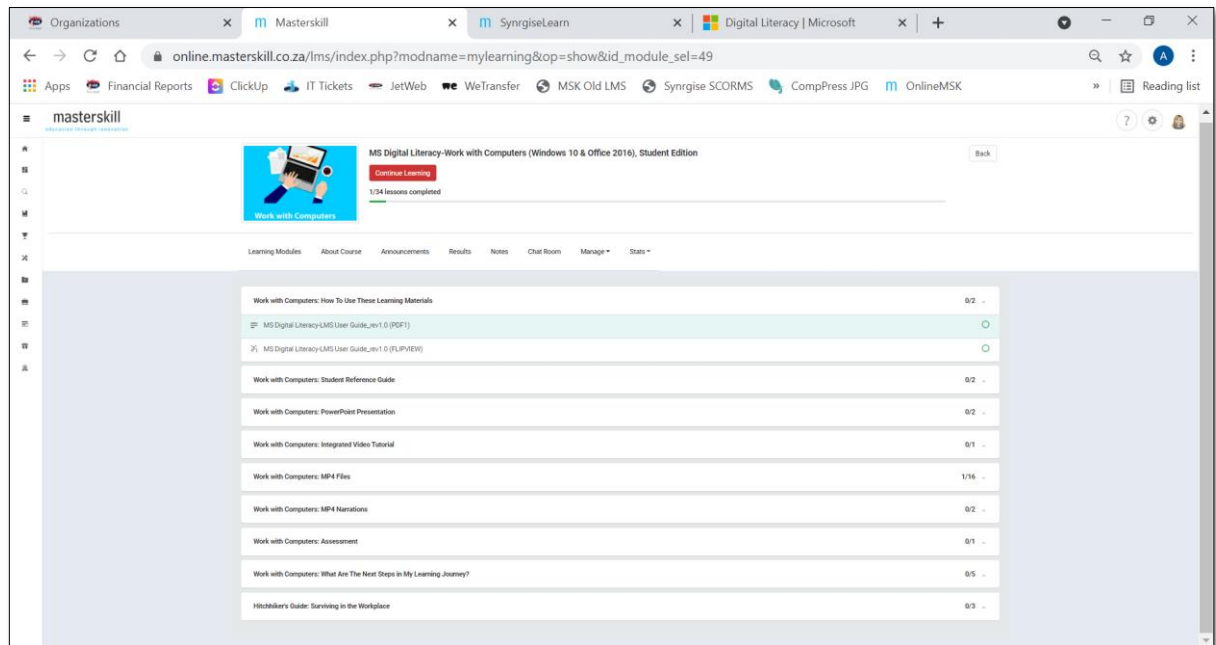 Organizations
Masterskill
SynrgiseLearn
Digital Literacy | Microsoft
online.masterskill.co.za/lms/index.php?modname=mylearning&op=show&id_module_sel=49
A
Apps Financial Reports ClickUp IT Tickets JetWeb we WeTransfer MSK Old LMS Synrgise SCORMS CompPress JPG OnlineMSK » Reading list
masterskill
education through innovation
?
MS Digital Literacy-Work with Computers (Windows 10 & Office 2016), Student Edition
Back
Continue Learning
1/34 lessons completed
Work with Computers
Learning Modules About Course Announcements Results Notes Chat Room Manage Stats
Work with Computers: How To Use These Learning Materials 0/2
MS Digital Literacy-LMS User Guide_rev1.0 (PDF1)
MS Digital Literacy-LMS User Guide_rev1.0 (FLIPVIEW)
Work with Computers: Student Reference Guide 0/2
Work with Computers: PowerPoint Presentation 0/2
Work with Computers: Integrated Video Tutorial 0/1
Work with Computers: MP4 Files 1/16
Work with Computers: MP4 Narrations 0/2
Work with Computers: Assessment 0/1
Work with Computers: What Are The Next Steps in My Learning Journey? 0/5
Hitchhiker's Guide: Surviving in the Workplace 0/3